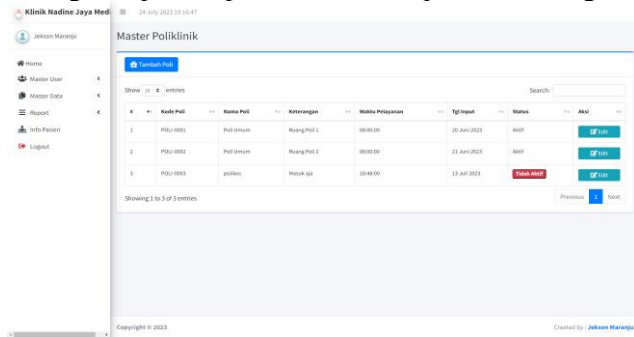 Klinik Nadine Jaya Medi
24 July 2023 19:16:47
Jekson Maranju
Master Poliklinik
Home
Master User
Master Data
Report
Info Pasien
Logout
Tambah Poli
Show 10 entries
Search:
# Kode Poli Nama Poli Keterangan Waktu Pelayanan Tgl Input Status Aksi
1 POLI-0001 Poli Umum Ruang Poli 1 08:00:00 20 Juni 2023 Aktif Edit
2 POLI-0002 Poli Umum Ruang Poli 2 08:00:00 21 Juni 2023 Aktif Edit
3 POLI-0003 Masuk aja 13 Juli 2023 Tidak Aktif Edit
Showing 1 to 3 of 3 entries
Previous 1 Next
Copyright © 2023
Created by : Jekson Maranju